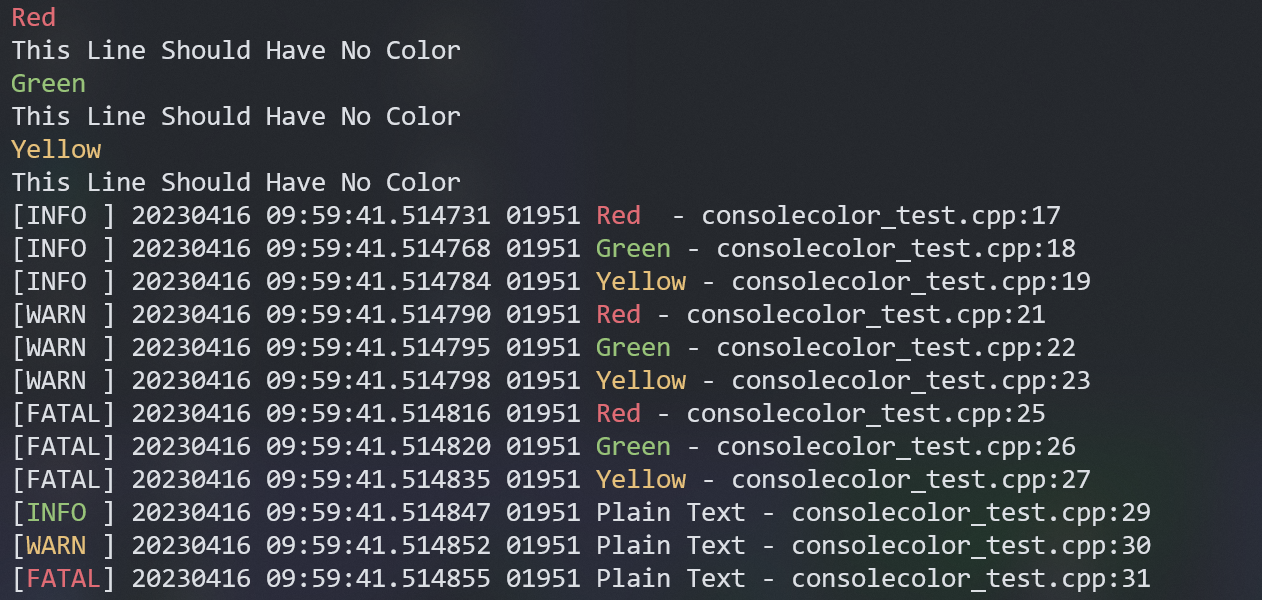 Red
This Line Should Have No Color
Green
This Line Should Have No Color
Yellow
This Line Should Have No Color
[INFO ] 20230416 09:59:41.514731 01951 Red  - consolecolor_test.cpp:17
[INFO ] 20230416 09:59:41.514768 01951 Green - consolecolor_test.cpp:18
[INFO ] 20230416 09:59:41.514784 01951 Yellow - consolecolor_test.cpp:19
[WARN ] 20230416 09:59:41.514790 01951 Red - consolecolor_test.cpp:21
[WARN ] 20230416 09:59:41.514795 01951 Green - consolecolor_test.cpp:22
[WARN ] 20230416 09:59:41.514798 01951 Yellow - consolecolor_test.cpp:23
[FATAL] 20230416 09:59:41.514816 01951 Red - consolecolor_test.cpp:25
[FATAL] 20230416 09:59:41.514820 01951 Green - consolecolor_test.cpp:26
[FATAL] 20230416 09:59:41.514835 01951 Yellow - consolecolor_test.cpp:27
[INFO ] 20230416 09:59:41.514847 01951 Plain Text - consolecolor_test.cpp:29
[WARN ] 20230416 09:59:41.514852 01951 Plain Text - consolecolor_test.cpp:30
[FATAL] 20230416 09:59:41.514855 01951 Plain Text - consolecolor_test.cpp:31